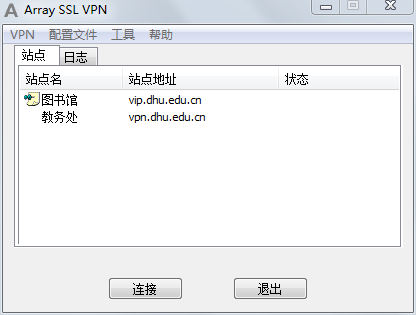 Array SSL VPN
VPN 配置文件 工具 帮助
站点 日志
站点名 站点地址 状态
图书馆 vip.dhu.edu.cn
教务处 vpn.dhu.edu.cn
连接 退出